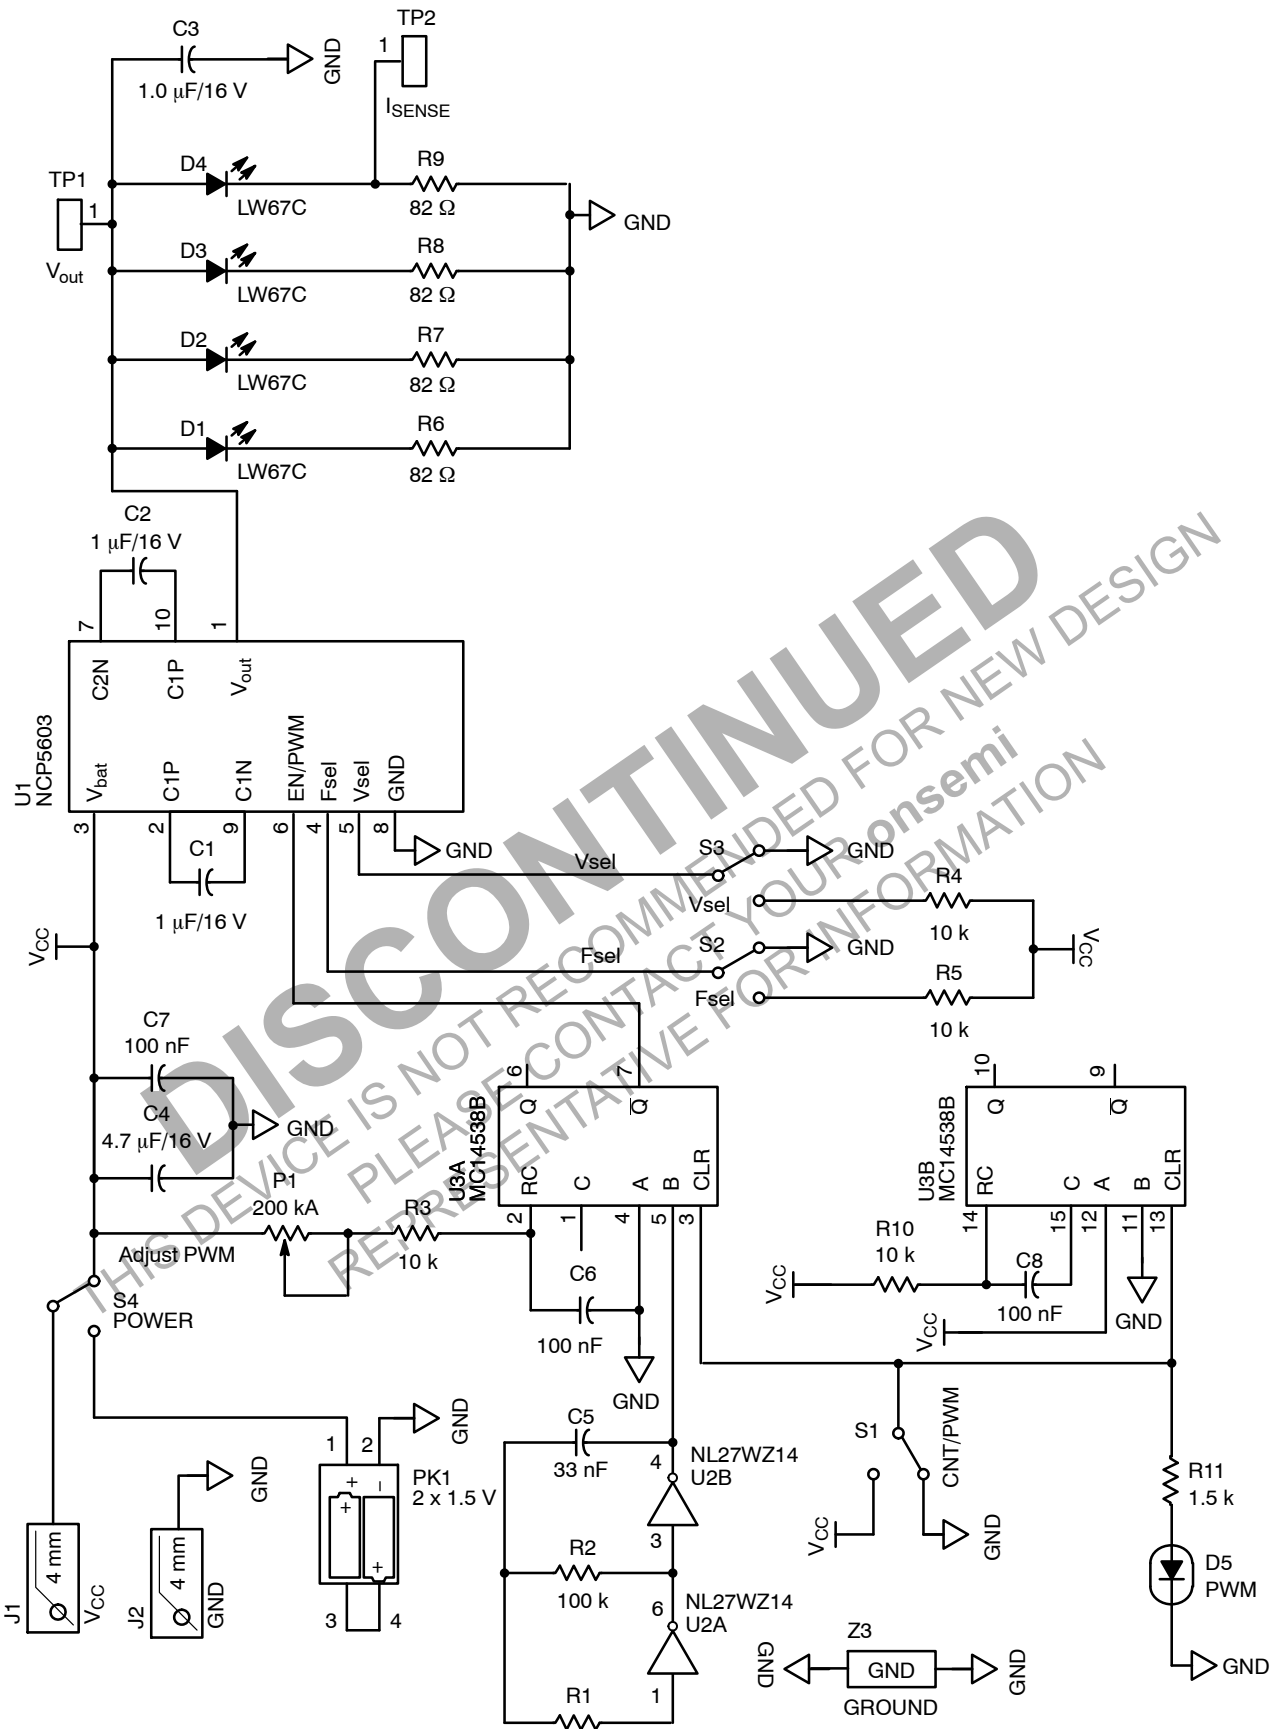 C3
1.0 µF/16 V
GND
TP2
1
ISENSE
D4
LW67C
R9
82 Ω
TP1
1
Vout
GND
D3
LW67C
R8
82 Ω
D2
LW67C
R7
82 Ω
D1
LW67C
R6
82 Ω
C2
1 µF/16 V
7
10
1
C2N
C1P
Vout
U1
NCP5603
Vbat
C1P
C1N
EN/PWM
Fsel
Vsel
GND
3
2
9
6
4
5
8
C1
1 µF/16 V
GND
Vsel
S3
GND
Vsel
R4
10 k
VCC
Fsel
S2
GND
Fsel
R5
10 k
VCC
C7
100 nF
C4
4.7 µF/16 V
GND
P1
200 kA
Adjust PWM
R3
10 k
S4
POWER
6
7
Q
Q̅
U3A
MC14538B
RC
C
A
B
CLR
2
1
4
5
3
C6
100 nF
GND
10
9
Q
Q̅
U3B
MC14538B
RC
C
A
B
CLR
14
15
12
11
13
R10
10 k
VCC
C8
100 nF
VCC
GND
S1
CNT/PWM
VCC
GND
R11
1.5 k
D5
PWM
GND
1
2
GND
PK1
2 x 1.5 V
+
–
+
+
3
4
J1
4 mm
VCC
J2
4 mm
GND
GND
C5
33 nF
4
NL27WZ14
U2B
3
R2
100 k
6
NL27WZ14
U2A
1
R1
Z3
GND
GND
GND
GROUND
DISCONTINUED
THIS DEVICE IS NOT RECOMMENDED FOR NEW DESIGN
PLEASE CONTACT YOUR onsemi
REPRESENTATIVE FOR INFORMATION